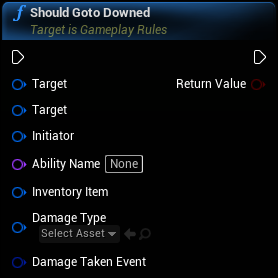 f Should Goto Downed
Target is Gameplay Rules
Target Return Value
Target
Initiator
Ability Name None
Inventory Item
Damage Type
Select Asset
Damage Taken Event